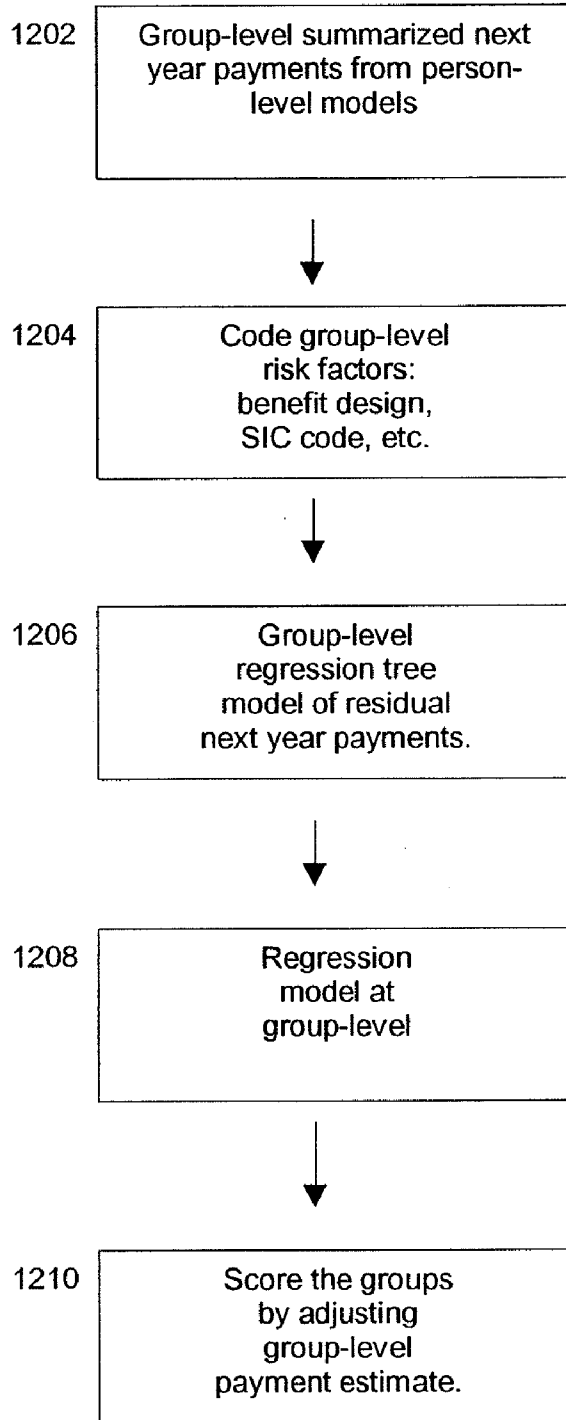 1202
Group-level summarized next
year payments from person-
level models
1204
Code group-level
risk factors:
benefit design,
SIC code, etc.
1206
Group-level
regression tree
model of residual
next year payments.
1208
Regression
model at
group-level
1210
Score the groups
by adjusting
group-level
payment estimate.